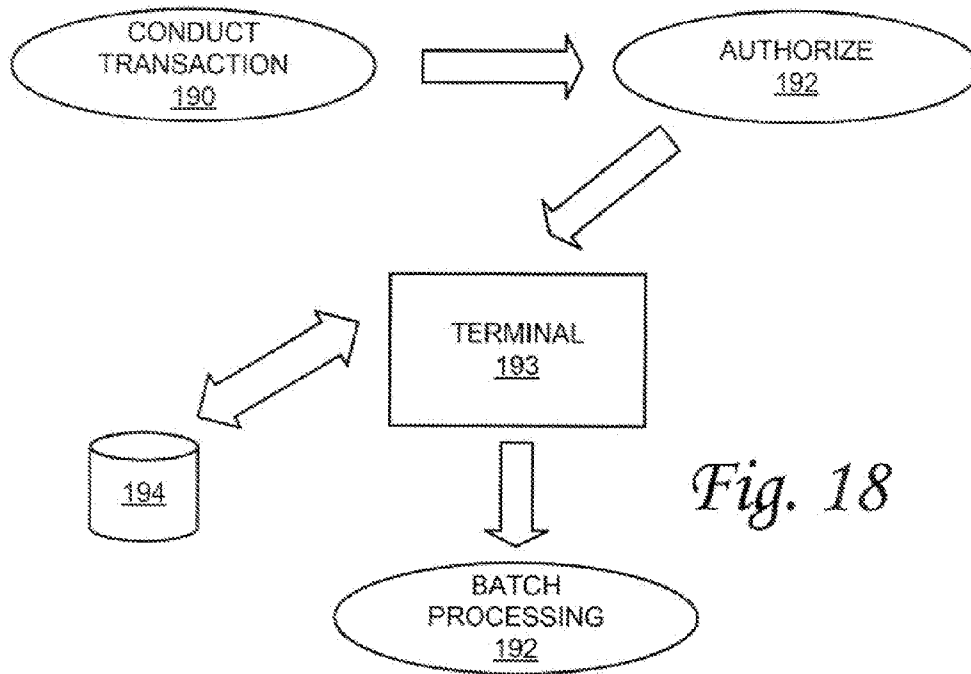 CONDUCT
TRANSACTION
190
AUTHORIZE
192
TERMINAL
193
194
Fig. 18
BATCH
PROCESSING
192